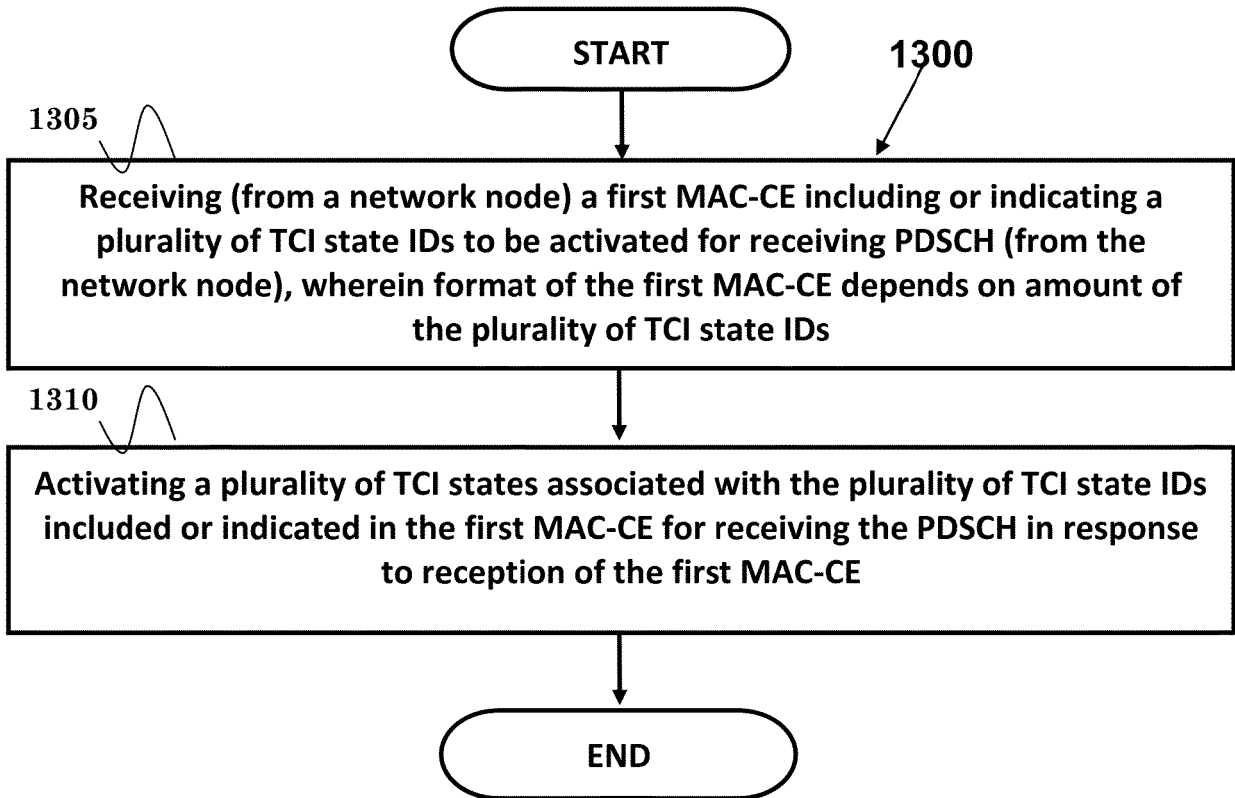 START
1300
1305
Receiving (from a network node) a first MAC-CE including or indicating a
plurality of TCI state IDs to be activated for receiving PDSCH (from the
network node), wherein format of the first MAC-CE depends on amount of
the plurality of TCI state IDs
1310
Activating a plurality of TCI states associated with the plurality of TCI state IDs
included or indicated in the first MAC-CE for receiving the PDSCH in response
to reception of the first MAC-CE
END